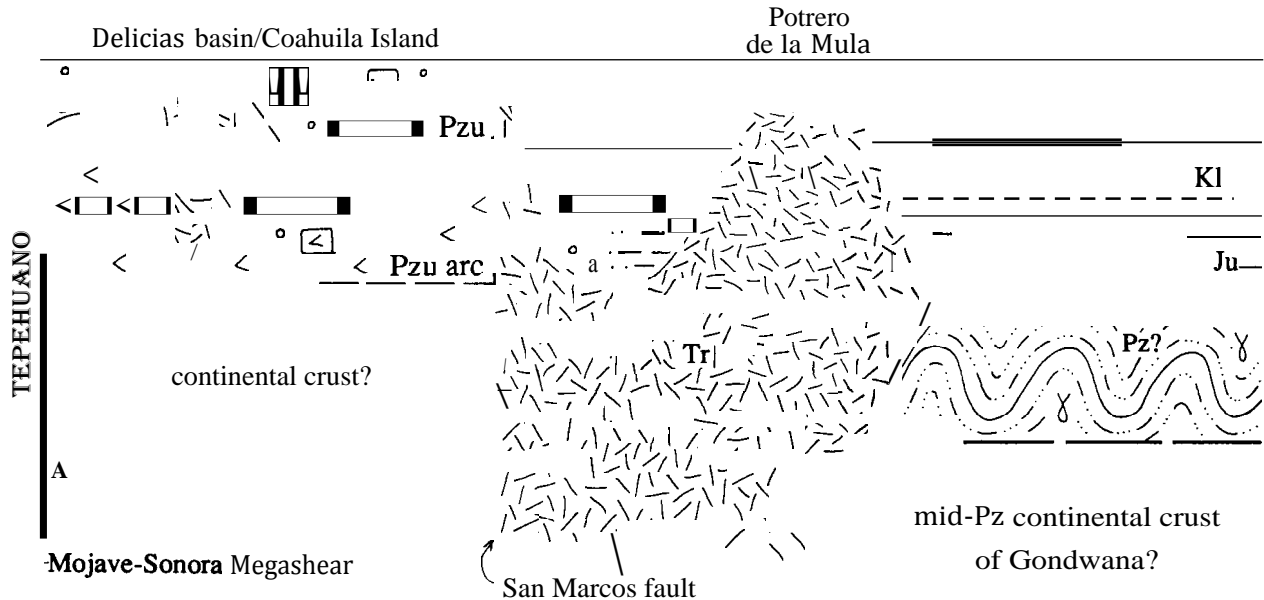 Delicias basin/Coahuila Island
Potrero
de la Mula
Pzu
Kl
TEPEHUANO
Pzu arc
a
Ju
Tr
Pz?
continental crust?
A
mid-Pz continental crust
of Gondwana?
Mojave-Sonora Megashear
San Marcos fault